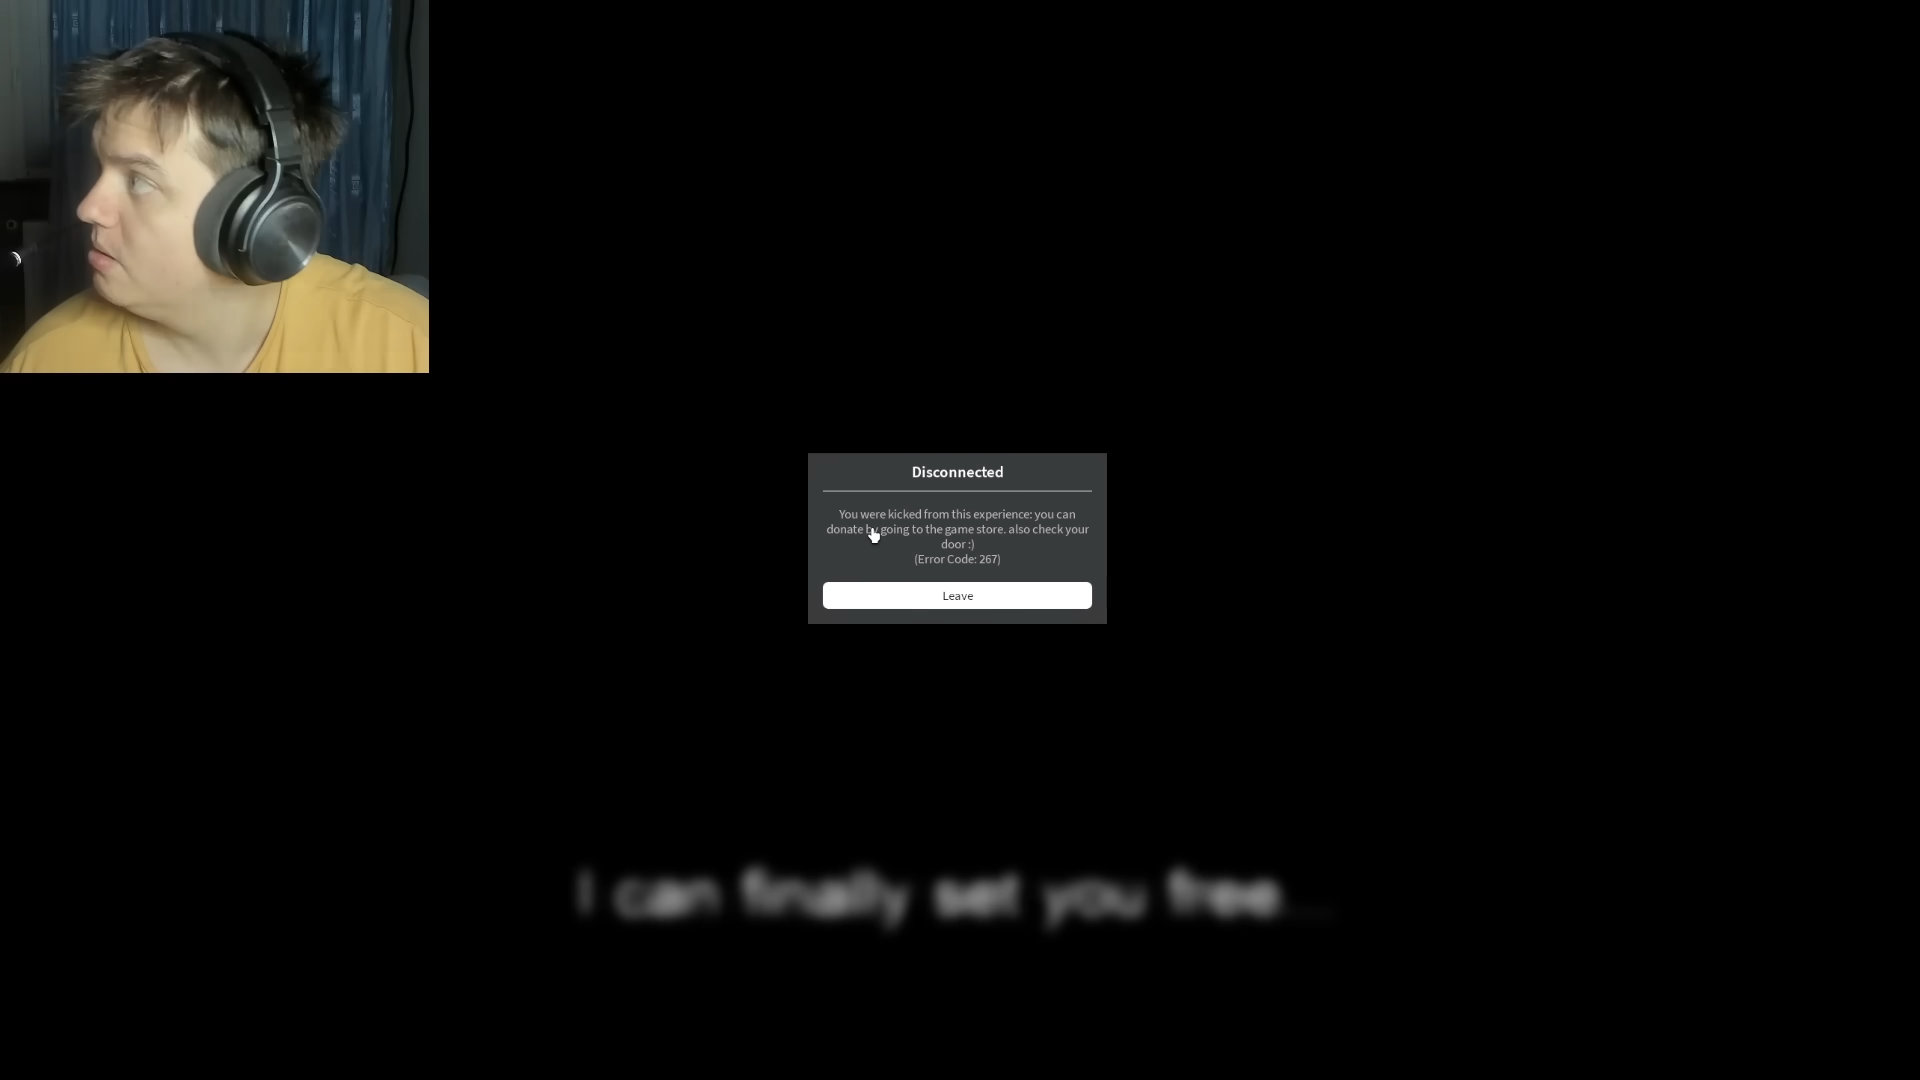 Disconnected
You were kicked from this experience: you can
donate by going to the game store. also check your
door :)
(Error Code: 267)
Leave
I can finally set you free...